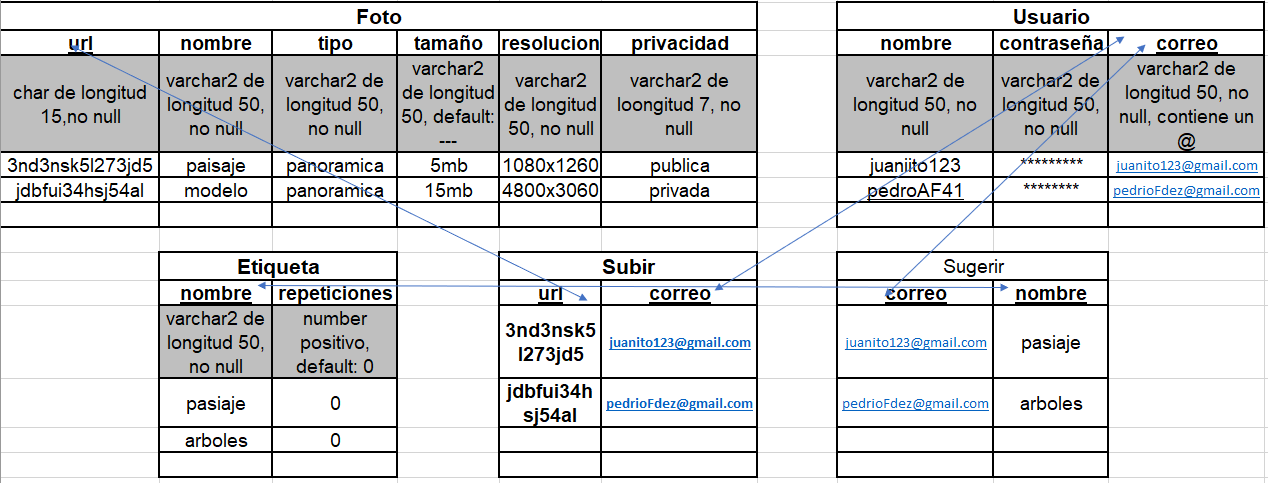 Foto
url nombre tipo tamaño resolucion privacidad
char de longitud 15,no null
varchar2 de longitud 50, no null
varchar2 de longitud 50, no null
varchar2 de longitud 50, default: ---
varchar2 de longitud 50, no null
varchar2 de loongitud 7, no null
3nd3nsk5l273jd5 paisaje panoramica 5mb 1080x1260 publica
jdbfui34hsj54al modelo panoramica 15mb 4800x3060 privada
Usuario
nombre contraseña correo
varchar2 de longitud 50, no null
varchar2 de longitud 50, no null
varchar2 de longitud 50, no null, contiene un @
juanjito123 ********* juanito123@gmail.com
pedroAF41 ******** pedrioFdez@gmail.com
Etiqueta
nombre repeticiones
varchar2 de longitud 50, no null
number positivo, default: 0
pasiaje 0
arboles 0
Subir
url correo
3nd3nsk5l273jd5 juanito123@gmail.com
jdbfui34hsj54al pedrioFdez@gmail.com
Sugerir
correo nombre
juanito123@gmail.com pasiaje
pedrioFdez@gmail.com arboles